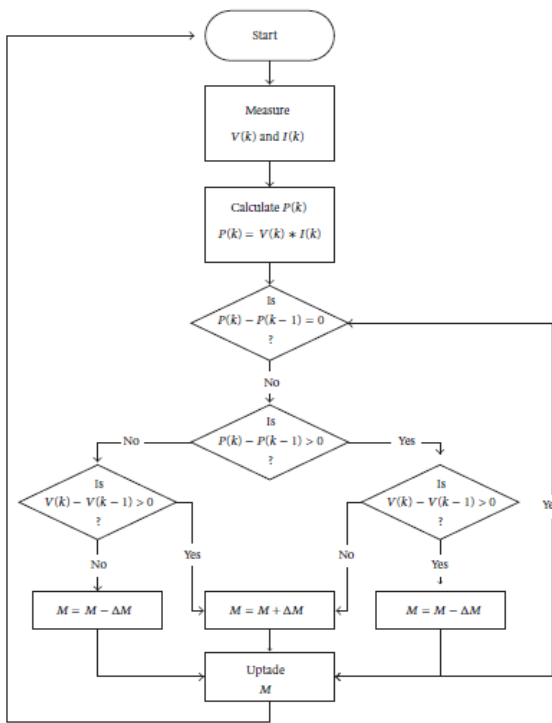 Start
Measure
V(k) and I(k)
Calculate P(k)
P(k) = V(k) ∗ I(k)
Is
P(k) − P(k − 1) = 0
?
No
Is
P(k) − P(k − 1) > 0
?
No
Yes
Is
V(k) − V(k − 1) > 0
?
Is
V(k) − V(k − 1) > 0
?
Yes
No
No
Yes
M = M − ΔM
M = M + ΔM
M = M − ΔM
Uptade
M